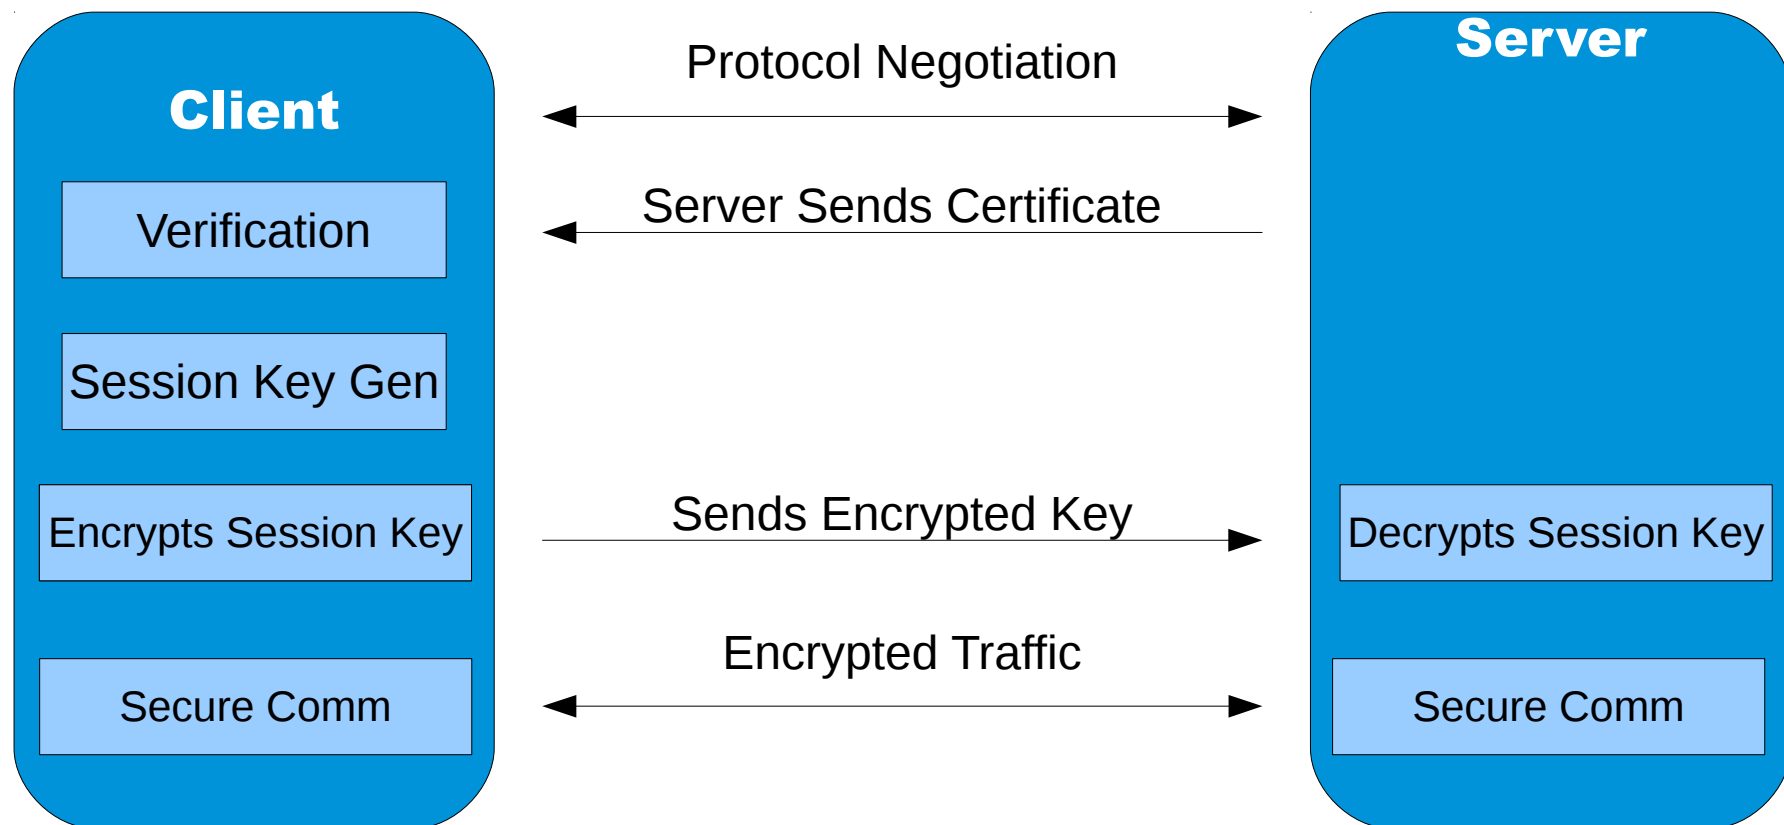 Server
Protocol Negotiation
Client
Server Sends Certificate
Verification
Session Key Gen
Sends Encrypted Key
Encrypts Session Key
Decrypts Session Key
Encrypted Traffic
Secure Comm
Secure Comm